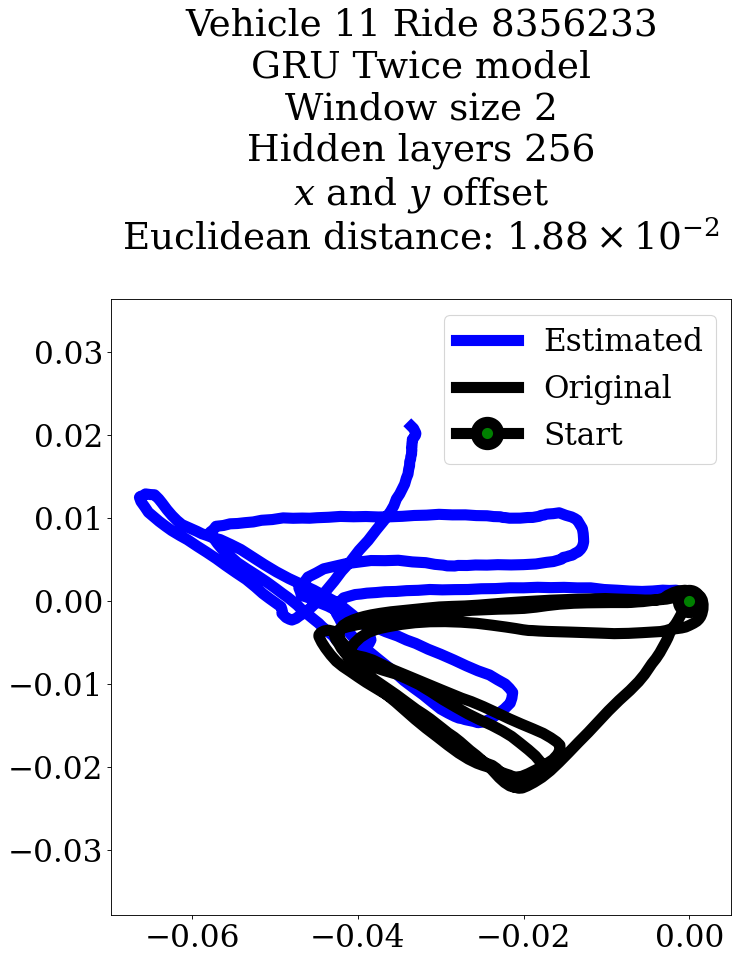 Vehicle 11 Ride 8356233
GRU Twice model
Window size 2
Hidden layers 256
x and y offset
Euclidean distance: 1.88 × 10⁻²
Estimated
Original
Start
0.03
0.02
0.01
0.00
−0.01
−0.02
−0.03
−0.06 −0.04 −0.02 0.00